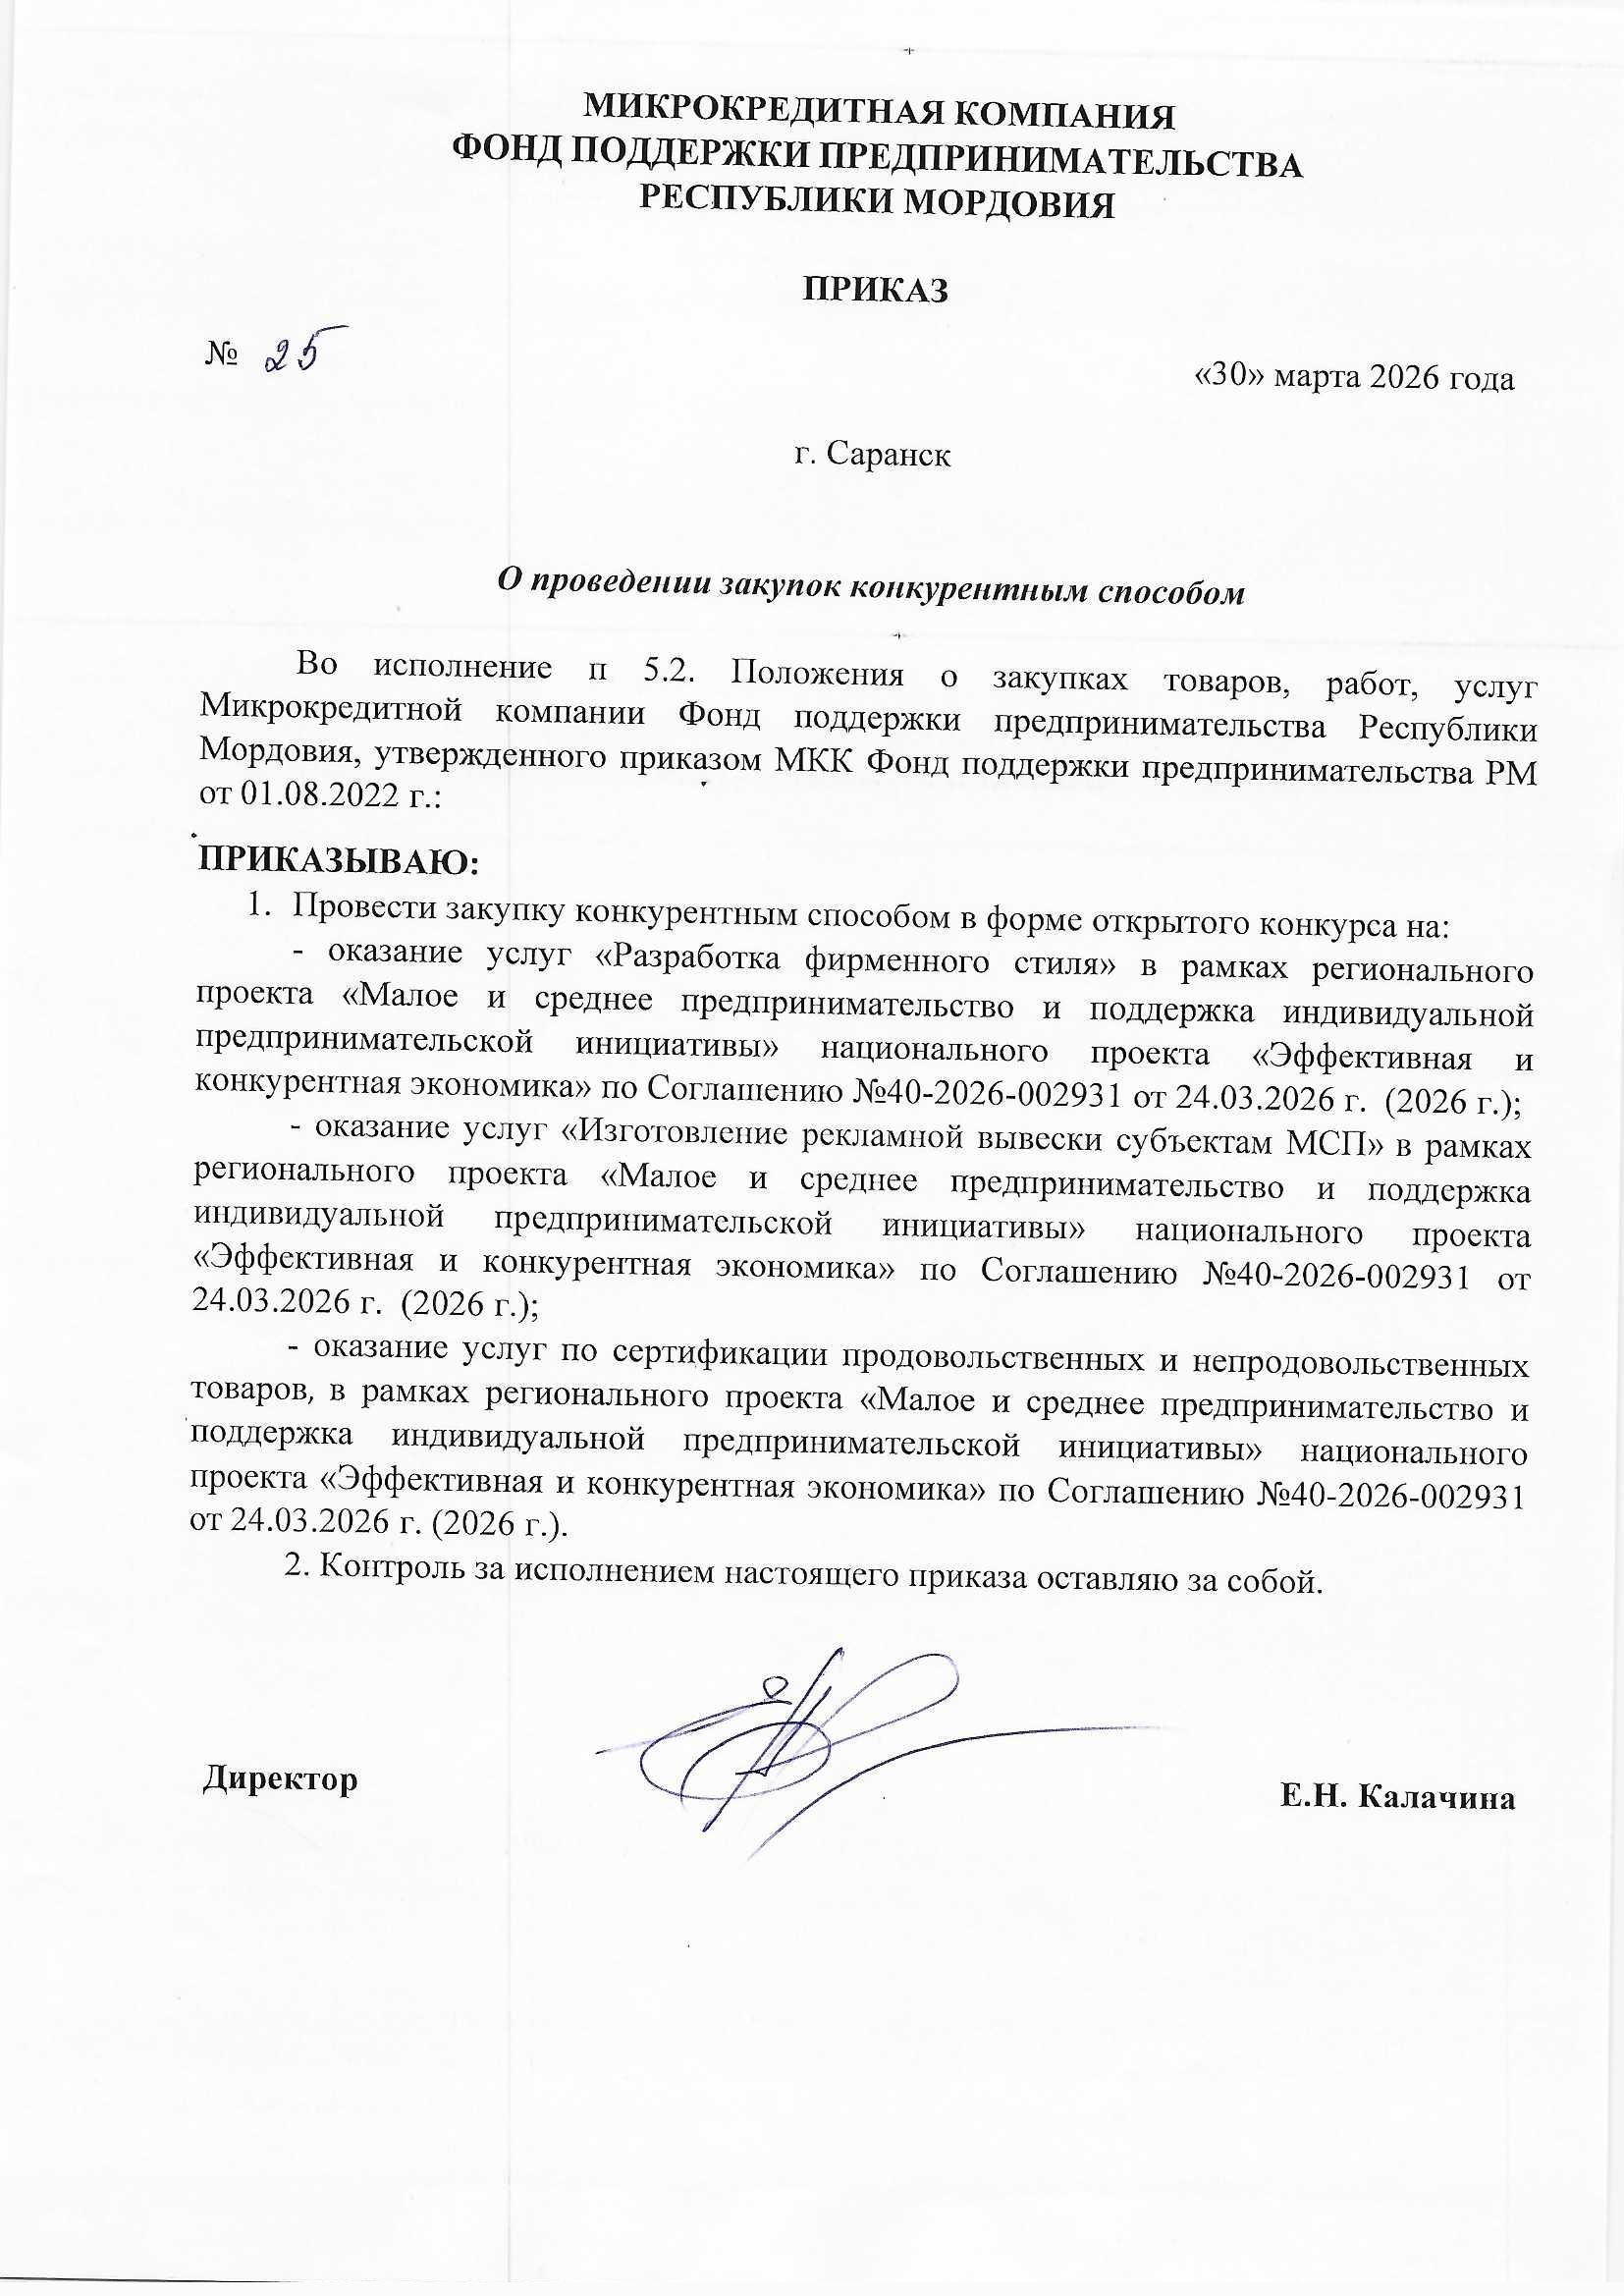 МИКРОКРЕДИТНАЯ КОМПАНИЯ
ФОНД ПОДДЕРЖКИ ПРЕДПРИНИМАТЕЛЬСТВА
РЕСПУБЛИКИ МОРДОВИЯ
ПРИКАЗ
№ 25
«30» марта 2026 года
г. Саранск
О проведении закупок конкурентным способом
Во исполнение п 5.2. Положения о закупках товаров, работ, услуг
Микрокредитной компании Фонд поддержки предпринимательства Республики
Мордовия, утвержденного приказом МКК Фонд поддержки предпринимательства РМ
от 01.08.2022 г.:
ПРИКАЗЫВАЮ:
1. Провести закупку конкурентным способом в форме открытого конкурса на:
- оказание услуг «Разработка фирменного стиля» в рамках регионального
проекта «Малое и среднее предпринимательство и поддержка индивидуальной
предпринимательской инициативы» национального проекта «Эффективная и
конкурентная экономика» по Соглашению №40-2026-002931 от 24.03.2026 г. (2026 г.);
- оказание услуг «Изготовление рекламной вывески субъектам МСП» в рамках
регионального проекта «Малое и среднее предпринимательство и поддержка
индивидуальной предпринимательской инициативы» национального проекта
«Эффективная и конкурентная экономика» по Соглашению №40-2026-002931 от
24.03.2026 г. (2026 г.);
- оказание услуг по сертификации продовольственных и непродовольственных
товаров, в рамках регионального проекта «Малое и среднее предпринимательство и
поддержка индивидуальной предпринимательской инициативы» национального
проекта «Эффективная и конкурентная экономика» по Соглашению №40-2026-002931
от 24.03.2026 г. (2026 г.).
2. Контроль за исполнением настоящего приказа оставляю за собой.
Директор
Е.Н. Калачина